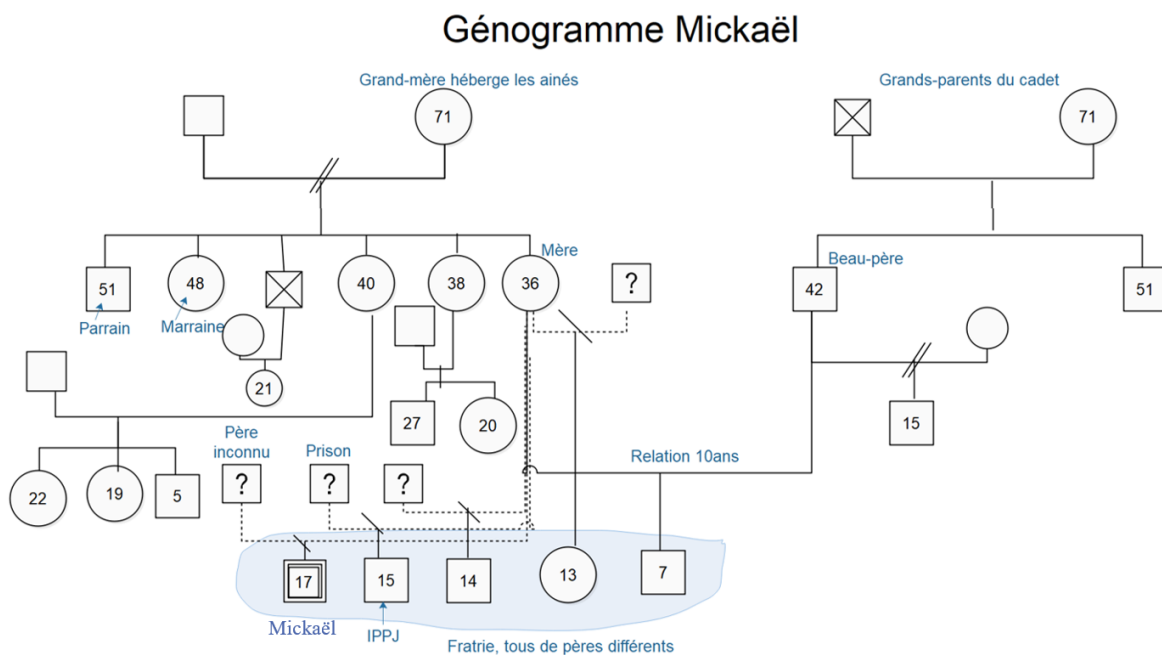 Génogramme Mickaël
Grand-mère héberge les ainés
Grands-parents du cadet
71
71
Mère
Beau-père
51
48
40
38
36
?
42
51
Parrain
Marraine
21
27
20
15
Père
inconnu
Prison
Relation 10ans
22
19
5
?
?
?
17
15
14
13
7
Mickaël
IPPJ
Fratrie, tous de pères différents